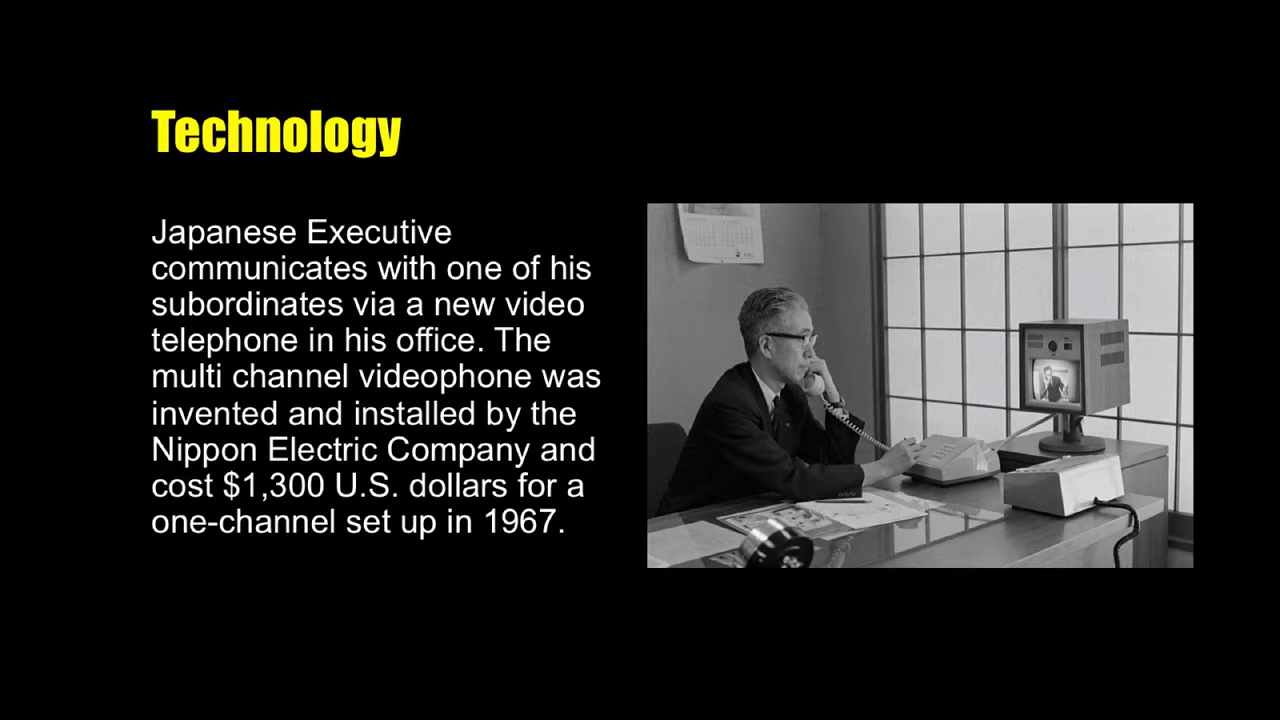 Technology
Japanese Executive
communicates with one of his
subordinates via a new video
telephone in his office. The
multi channel videophone was
invented and installed by the
Nippon Electric Company and
cost $1,300 U.S. dollars for a
one-channel set up in 1967.